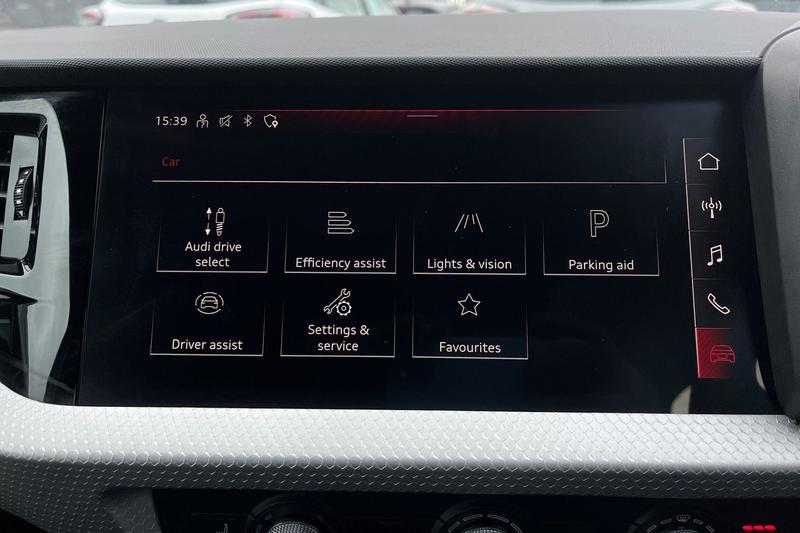 15:39
Car
Audi drive
select
Efficiency assist
Lights & vision
P
Parking aid
Driver assist
Settings &
service
Favourites